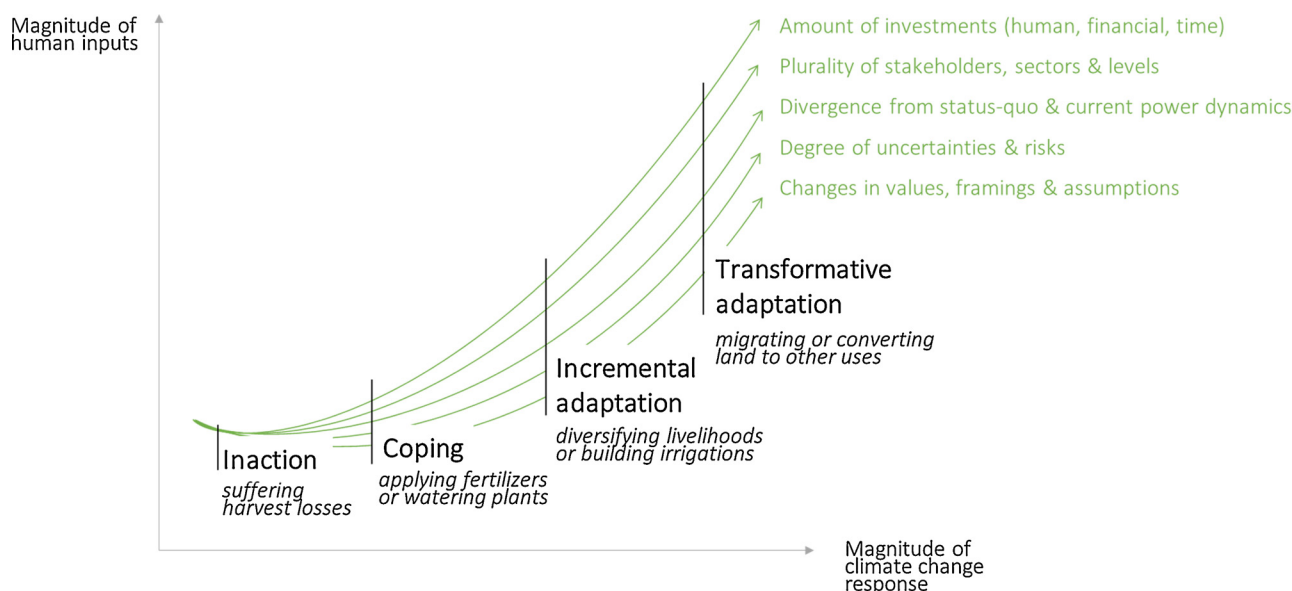 Magnitude of
human inputs
Amount of investments (human, financial, time)
Plurality of stakeholders, sectors & levels
Divergence from status-quo & current power dynamics
Degree of uncertainties & risks
Changes in values, framings & assumptions
Transformative
adaptation
migrating or converting
land to other uses
Incremental
adaptation
diversifying livelihoods
or building irrigations
Coping
applying fertilizers
or watering plants
Inaction
suffering
harvest losses
Magnitude of
climate change
response